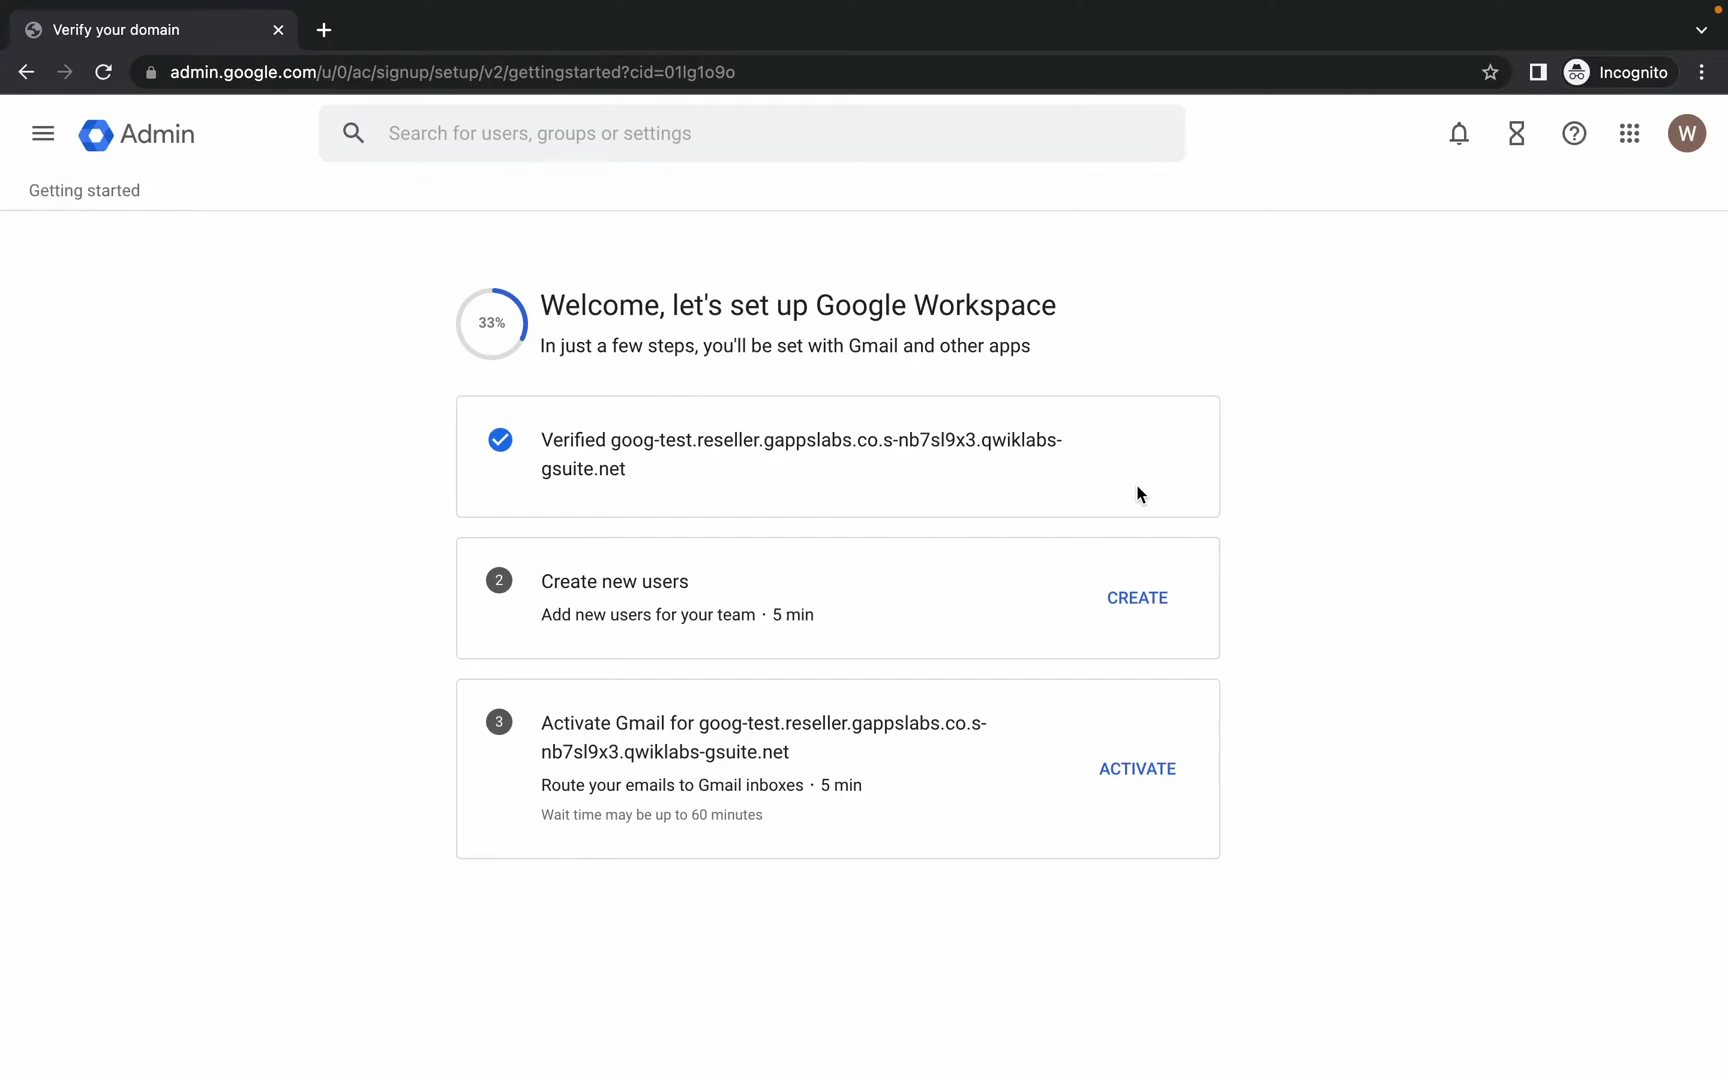 Verify your domain
admin.google.com/u/0/ac/signup/setup/v2/gettingstarted?cid=01lg1o9o
Incognito
Admin
Search for users, groups or settings
W
Getting started
33%
Welcome, let's set up Google Workspace
In just a few steps, you'll be set with Gmail and other apps
Verified goog-test.reseller.gappslabs.co.s-nb7sl9x3.qwiklabs-
gsuite.net
2
Create new users
Add new users for your team · 5 min
CREATE
3
Activate Gmail for goog-test.reseller.gappslabs.co.s-
nb7sl9x3.qwiklabs-gsuite.net
Route your emails to Gmail inboxes · 5 min
Wait time may be up to 60 minutes
ACTIVATE